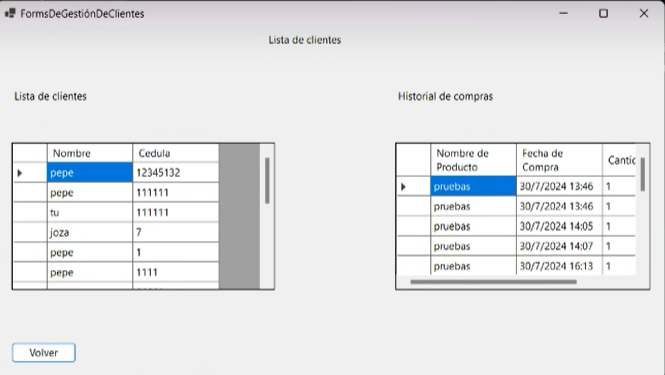 FormsDeGestiónDeClientes
Lista de clientes
Lista de clientes
Nombre Cedula
pepe 12345132
pepe 111111
tu 111111
joza 7
pepe 1
pepe 1111
Historial de compras
Nombre de Producto Fecha de Compra Cantic
pruebas 30/7/2024 13:46 1
pruebas 30/7/2024 13:46 1
pruebas 30/7/2024 14:05 1
pruebas 30/7/2024 14:07 1
pruebas 30/7/2024 16:13 1
Volver